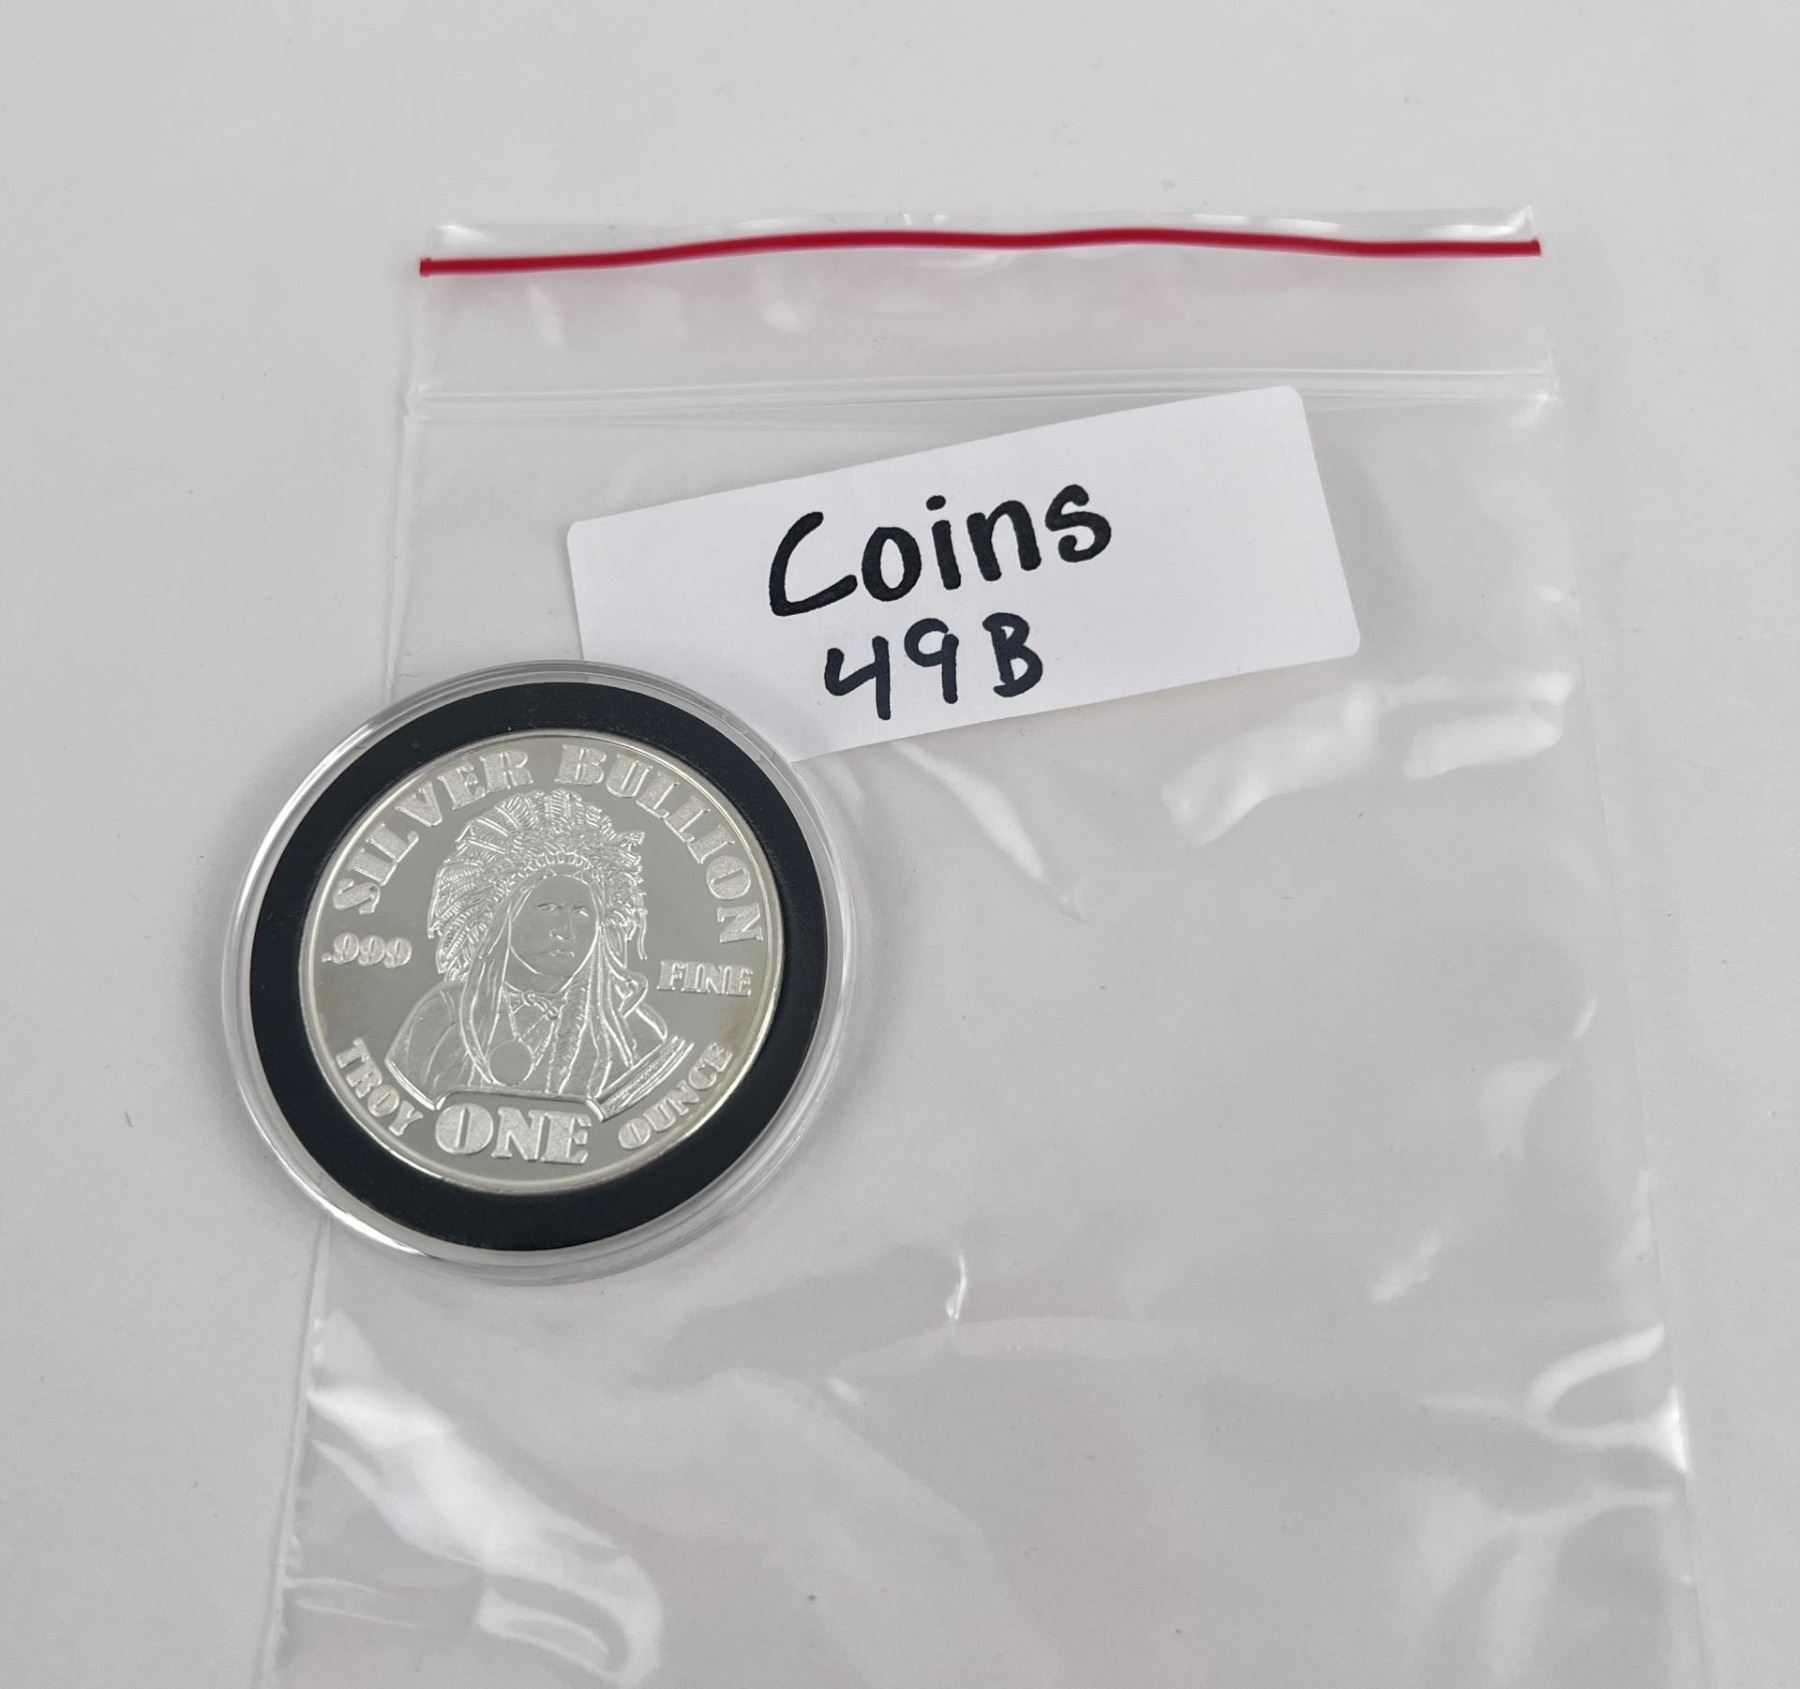 Coins
49B
SILVER BULLION
.999
FINE
TROY ONE OUNCE